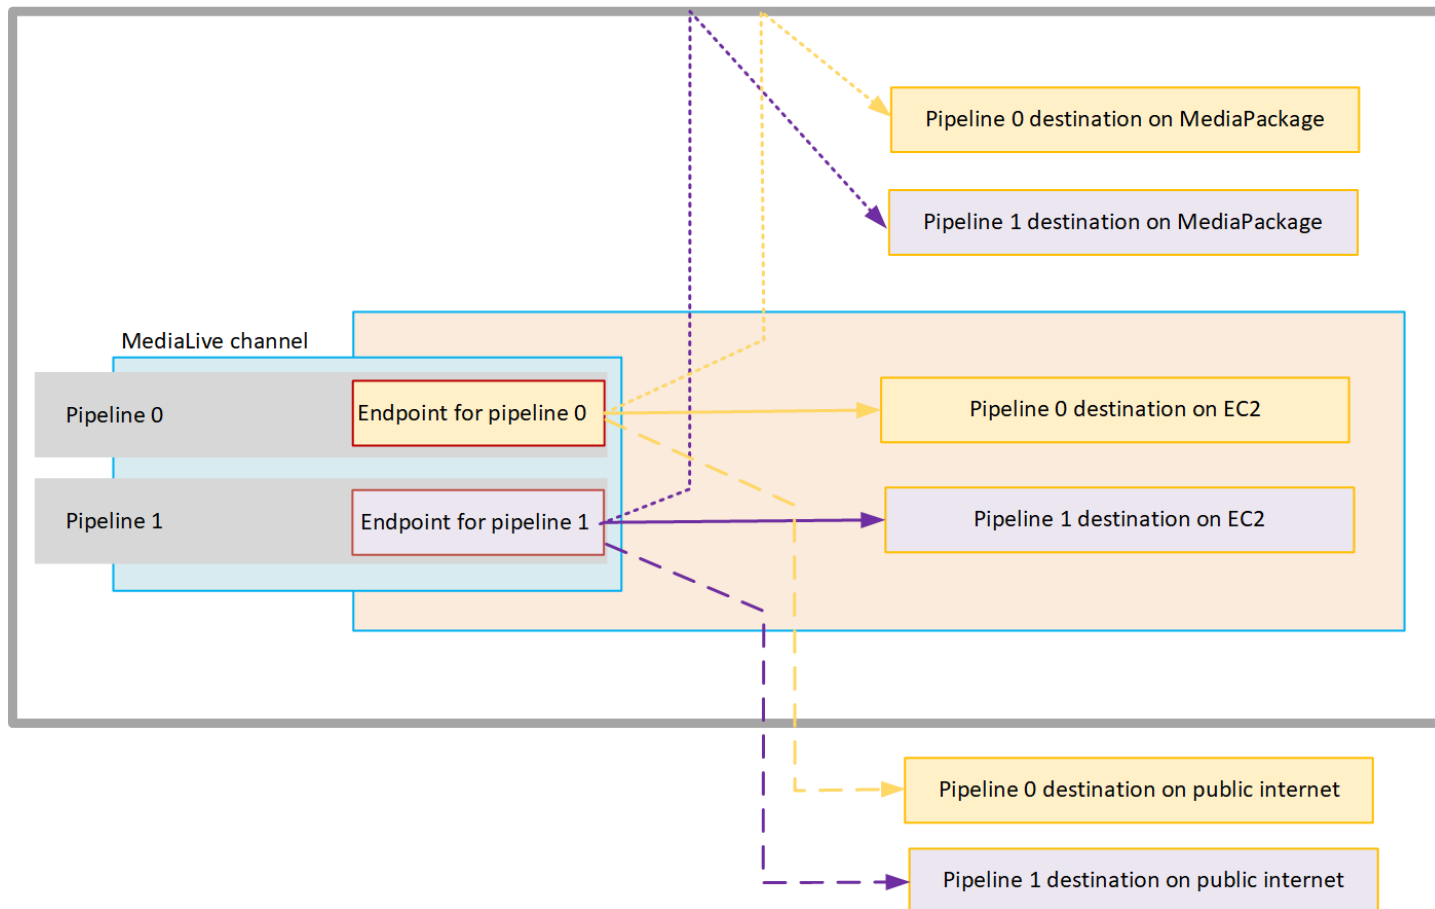 Pipeline 0 destination on MediaPackage
Pipeline 1 destination on MediaPackage
MediaLive channel
Pipeline 0
Endpoint for pipeline 0
Pipeline 0 destination on EC2
Pipeline 1
Endpoint for pipeline 1
Pipeline 1 destination on EC2
Pipeline 0 destination on public internet
Pipeline 1 destination on public internet